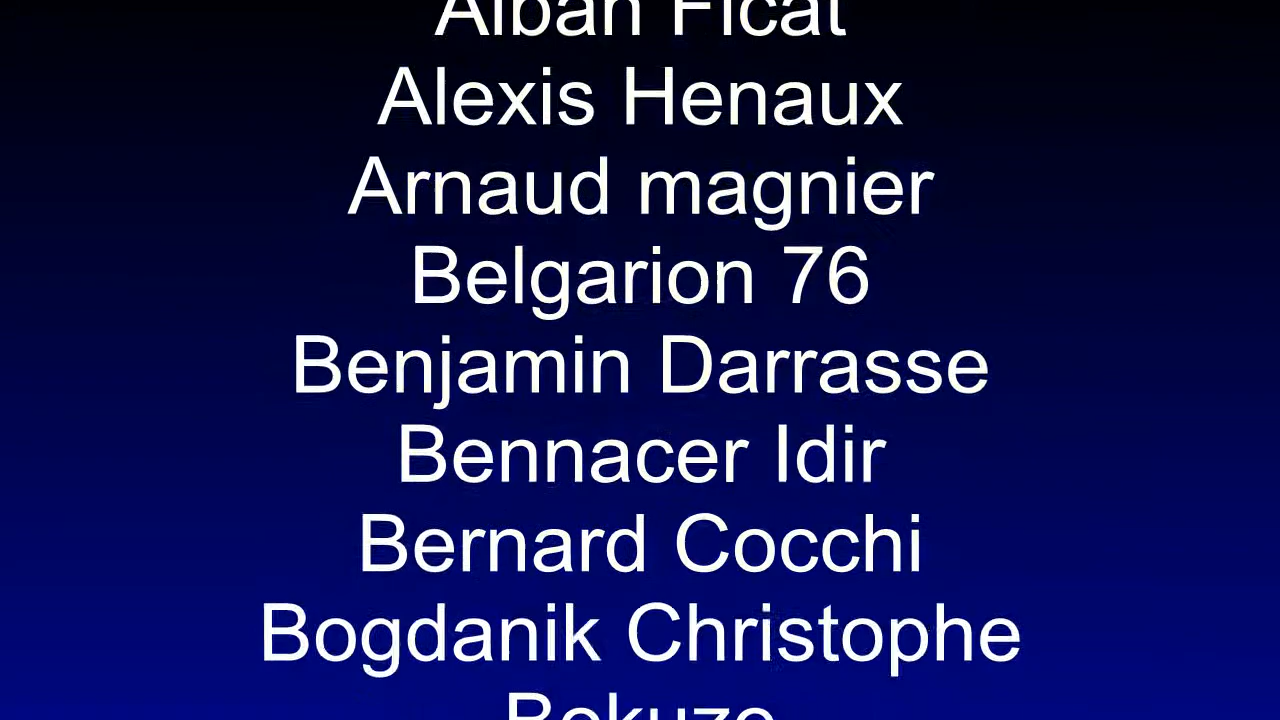 Alban Ficat
Alexis Henaux
Arnaud magnier
Belgarion 76
Benjamin Darrasse
Bennacer Idir
Bernard Cocchi
Bogdanik Christophe